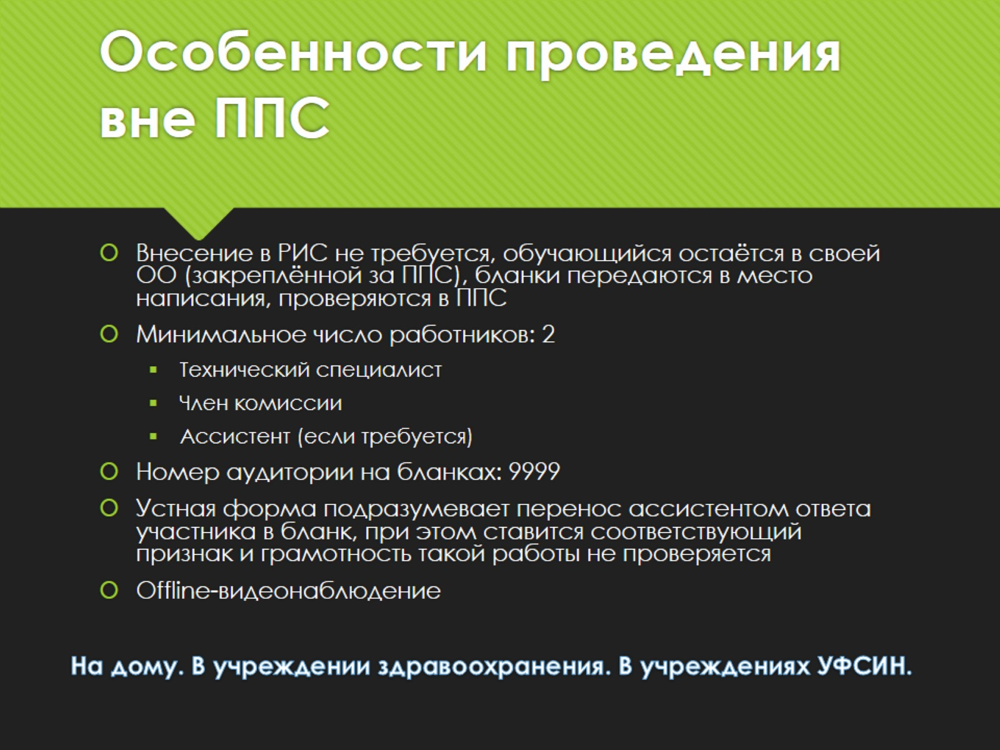 Особенности проведения
вне ППС
Внесение в РИС не требуется, обучающийся остаётся в своей
ОО (закреплённой за ППС), бланки передаются в место
написания, проверяются в ППС
Минимальное число работников: 2
Технический специалист
Член комиссии
Ассистент (если требуется)
Номер аудитории на бланках: 9999
Устная форма подразумевает перенос ассистентом ответа
участника в бланк, при этом ставится соответствующий
признак и грамотность такой работы не проверяется
Offline-видеонаблюдение
На дому. В учреждении здравоохранения. В учреждениях УФСИН.